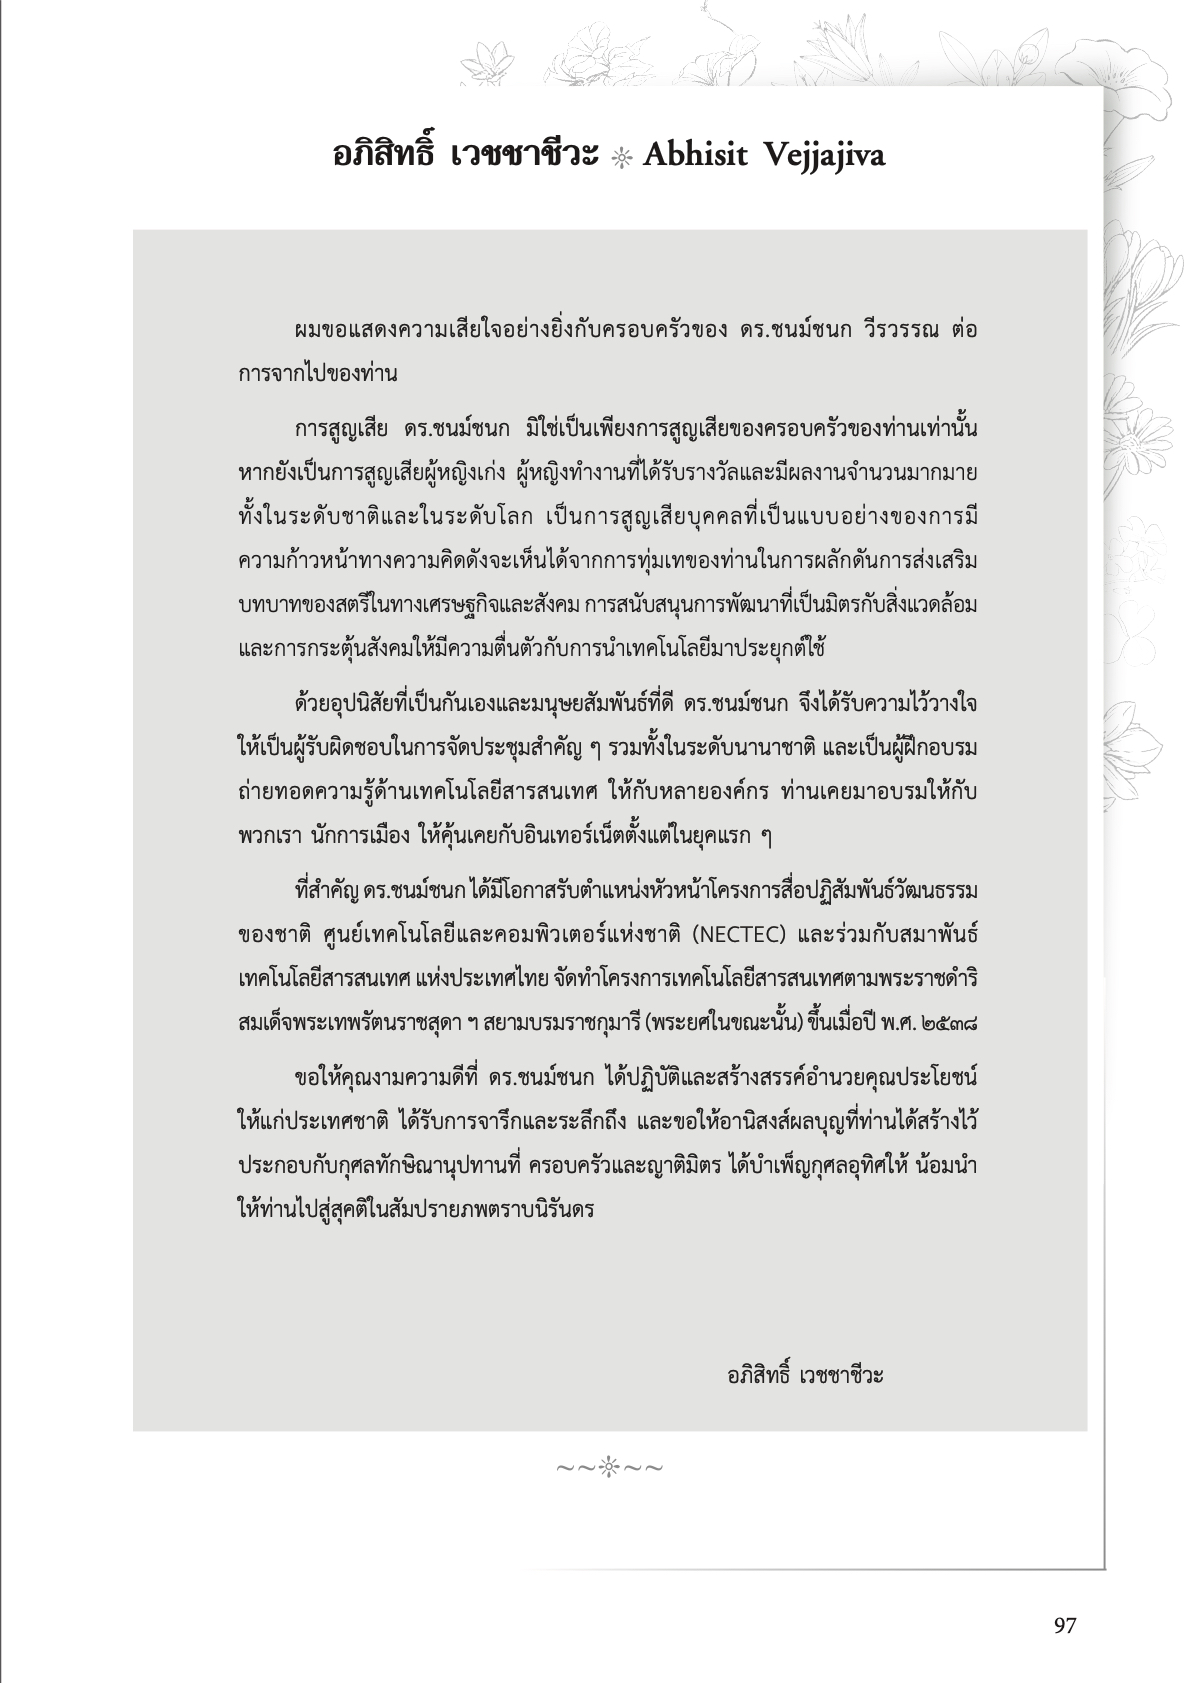 อภิสิทธิ์ เวชชาชีวะ ❊ Abhisit Vejjajiva
ผมขอแสดงความเสียใจอย่างยิ่งกับครอบครัวของ ดร.ชนม์ชนก วีรวรรณ ต่อ
การจากไปของท่าน
การสูญเสีย ดร.ชนม์ชนก มิใช่เป็นเพียงการสูญเสียของครอบครัวของท่านเท่านั้น
หากยังเป็นการสูญเสียผู้หญิงเก่ง ผู้หญิงทำงานที่ได้รับรางวัลและมีผลงานจำนวนมากมาย
ทั้งในระดับชาติและในระดับโลก เป็นการสูญเสียบุคคลที่เป็นแบบอย่างของการมี
ความก้าวหน้าทางความคิดดังจะเห็นได้จากการทุ่มเทของท่านในการผลักดันการส่งเสริม
บทบาทของสตรีในทางเศรษฐกิจและสังคม การสนับสนุนการพัฒนาที่เป็นมิตรกับสิ่งแวดล้อม
และการกระตุ้นสังคมให้มีความตื่นตัวกับการนำเทคโนโลยีมาประยุกต์ใช้
ด้วยอุปนิสัยที่เป็นกันเองและมนุษยสัมพันธ์ที่ดี ดร.ชนม์ชนก จึงได้รับความไว้วางใจ
ให้เป็นผู้รับผิดชอบในการจัดประชุมสำคัญ ๆ รวมทั้งในระดับนานาชาติ และเป็นผู้ฝึกอบรม
ถ่ายทอดความรู้ด้านเทคโนโลยีสารสนเทศ ให้กับหลายองค์กร ท่านเคยมาอบรมให้กับ
พวกเรา นักการเมือง ให้คุ้นเคยกับอินเทอร์เน็ตตั้งแต่ในยุคแรก ๆ
ที่สำคัญ ดร.ชนม์ชนก ได้มีโอกาสรับตำแหน่งหัวหน้าโครงการสื่อปฏิสัมพันธ์วัฒนธรรม
ของชาติ ศูนย์เทคโนโลยีและคอมพิวเตอร์แห่งชาติ (NECTEC) และร่วมกับสมาพันธ์
เทคโนโลยีสารสนเทศ แห่งประเทศไทย จัดทำโครงการเทคโนโลยีสารสนเทศตามพระราชดำริ
สมเด็จพระเทพรัตนราชสุดา ฯ สยามบรมราชกุมารี (พระยศในขณะนั้น) ขึ้นเมื่อปี พ.ศ. ๒๕๓๘
ขอให้คุณงามความดีที่ ดร.ชนม์ชนก ได้ปฏิบัติและสร้างสรรค์อำนวยคุณประโยชน์
ให้แก่ประเทศชาติ ได้รับการจารึกและระลึกถึง และขอให้อานิสงส์ผลบุญที่ท่านได้สร้างไว้
ประกอบกับกุศลทักษิณานุปทานที่ ครอบครัวและญาติมิตร ได้บำเพ็ญกุศลอุทิศให้ น้อมนำ
ให้ท่านไปสู่สุคติในสัมปรายภพตราบนิรันดร
อภิสิทธิ์ เวชชาชีวะ
~~❊~~
97